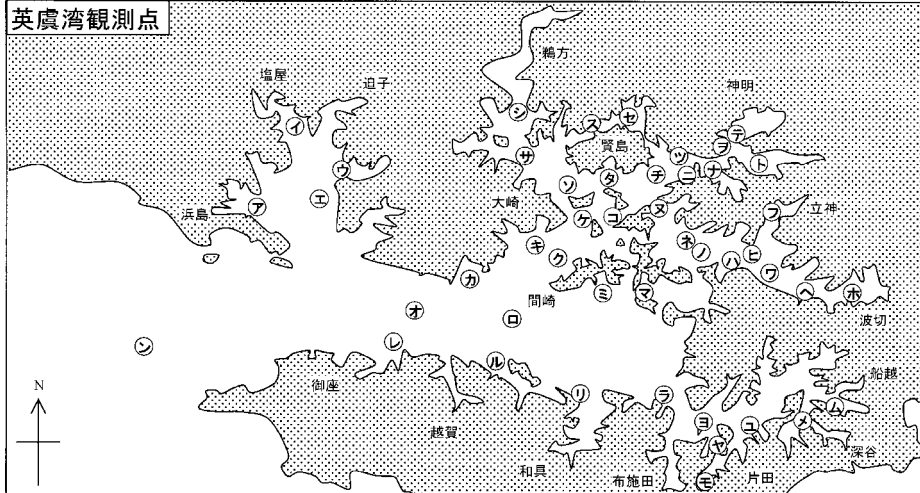 英虞湾観測点
鵜方
塩屋
迫子
神明
シ
イ
ス
セ
テ
ヲ
サ
賢島
ツ
ト
ウ
タ
チ
ニ
ナ
ソ
エ
ア
浜島
大崎
ケ
コ
ヌ
フ
立神
キ
ク
ネ
ノ
ハ
ヒ
ワ
カ
間崎
ミ
マ
ヘ
ホ
オ
ロ
波切
ン
レ
ル
船越
御座
リ
ラ
ム
N
越賀
ヨ
ユ
メ
ヤ
深谷
和具
布施田
モ
片田